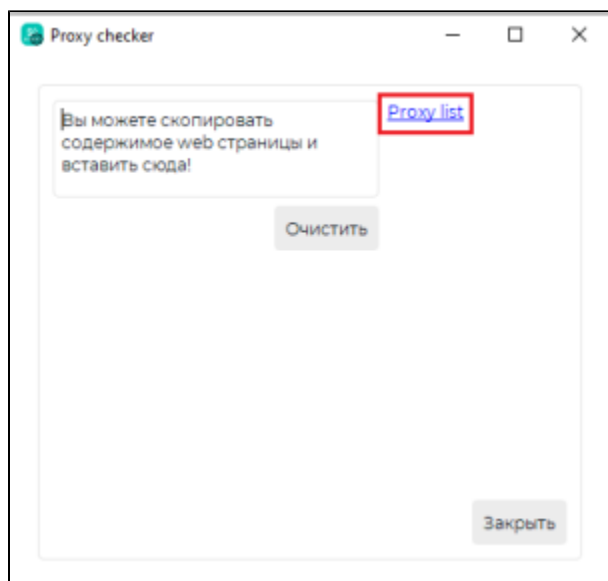 Proxy checker
Вы можете скопировать
содержимое web страницы и
вставить сюда!
Proxy list
Очистить
Закрыть